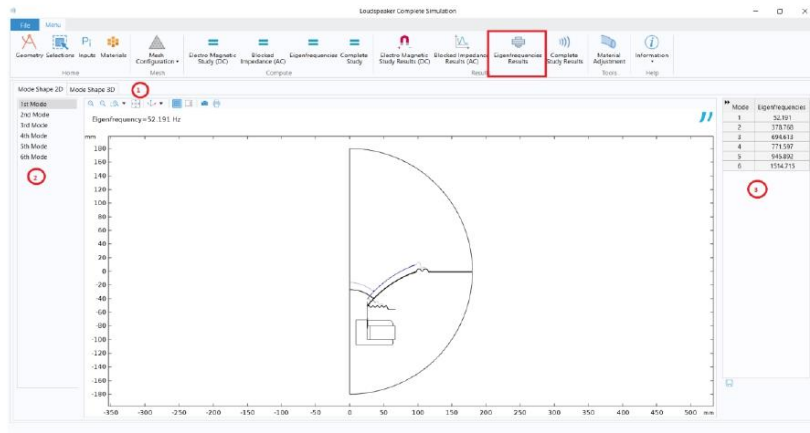 Loudspeaker Complete Simulation
File Menu
Geometry Selections Inputs Materials Mesh Configuration Electro Magnetic Study (DC) Blocked Impedance (AC) Eigenfrequencies Complete Study Electro Magnetic Study Results (DC) Blocked Impedance Results (AC) Eigenfrequencies Results Complete Study Results Material Adjustment Information
Home Mesh Compute Results Tools Help
Mode Shape 2D Mode Shape 3D 1
1st Mode
2nd Mode
3rd Mode
4th Mode
5th Mode
6th Mode
2
Eigenfrequency=52.191 Hz
mm
180
160
140
120
100
80
60
40
20
0
-20
-40
-60
-80
-100
-120
-140
-160
-180
-350 -300 -250 -200 -150 -100 -50 0 50 100 150 200 250 300 350 400 450 500 mm
Mode Eigenfrequencies
1 52.191
2 378.768
3 694.613
4 771.597
5 945.892
6 1514.715